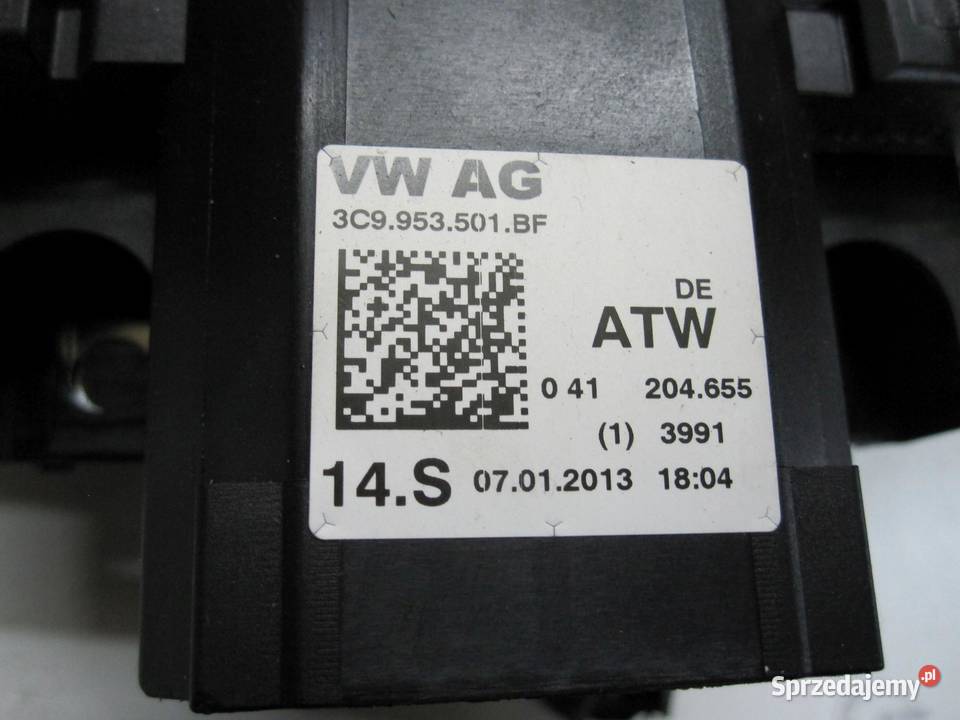 VW AG
3C9.953.501.BF
DE
ATW
0 41 204.655
(1) 3991
14.S 07.01.2013 18:04
Sprzedajemy.pl